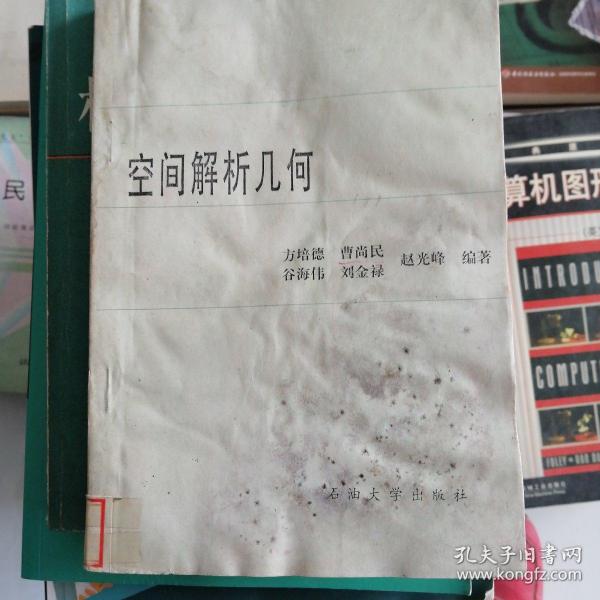 空间解析几何
方培德 曹尚民 赵光峰 编著
谷海伟 刘金禄
石油大学出版社
民
算机图形
INTRODU
COMPUT
FOLEY
孔夫子旧书网
www.kongfz.com